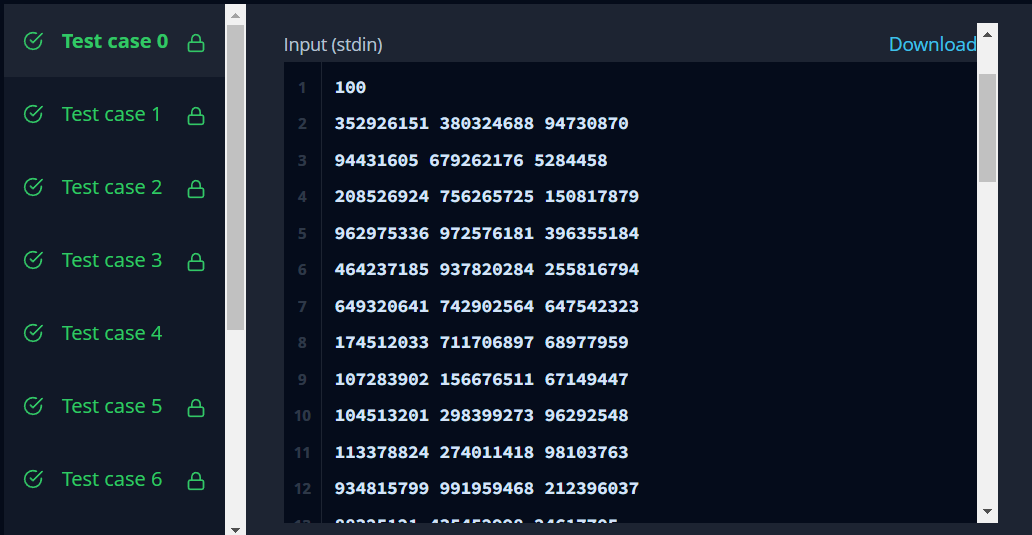 Test case 0
Test case 1
Test case 2
Test case 3
Test case 4
Test case 5
Test case 6
Input (stdin)
Download
1 100
2 352926151 380324688 94730870
3 94431605 679262176 5284458
4 208526924 756265725 150817879
5 962975336 972576181 396355184
6 464237185 937820284 255816794
7 649320641 742902564 647542323
8 174512033 711706897 68977959
9 107283902 156676511 67149447
10 104513201 298399273 96292548
11 113378824 274011418 98103763
12 934815799 991959468 212396037